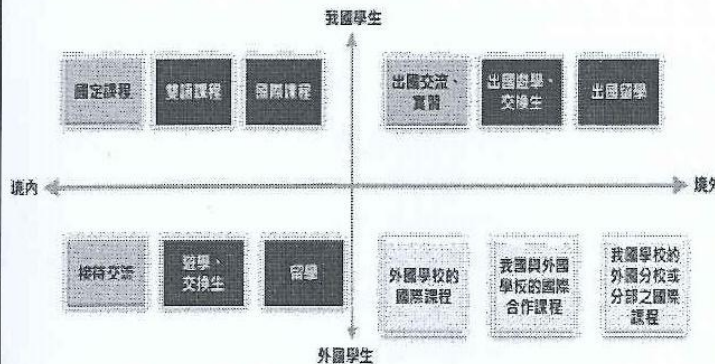 我國學生
國定課程
雙語課程
國際課程
出國交流、
實習
出國遊學、
交換生
出國留學
境內
境外
接待交流
遊學、
交換生
留學
外國學校的
國際課程
我國與外國
學校的國際
合作課程
我國學校的
外國分校或
分部之國際
課程
外國學生